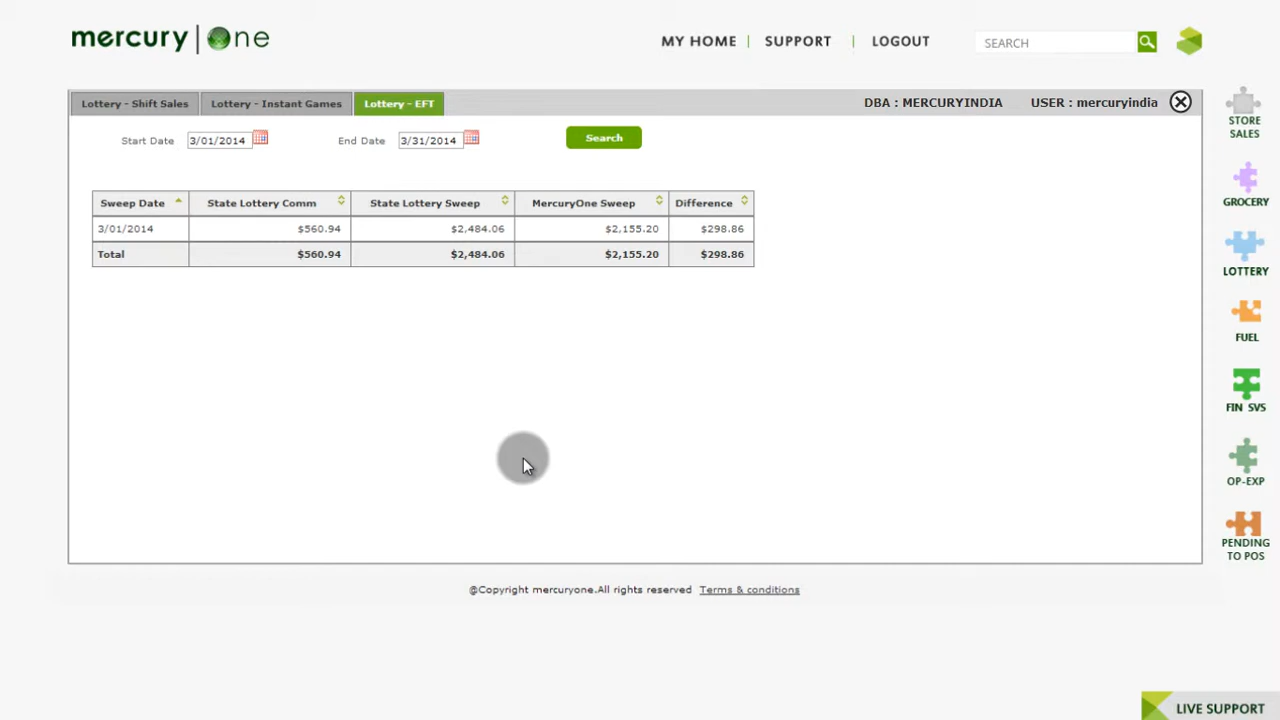 mercury | One
MY HOME | SUPPORT | LOGOUT
SEARCH
Lottery - Shift Sales
Lottery - Instant Games
Lottery - EFT
DBA : MERCURYINDIA
USER : mercuryindia
Start Date 3/01/2014
End Date 3/31/2014
Search
Sweep Date State Lottery Comm State Lottery Sweep MercuryOne Sweep Difference
3/01/2014 $560.94 $2,484.06 $2,155.20 $298.86
Total $560.94 $2,484.06 $2,155.20 $298.86
STORE
SALES
GROCERY
LOTTERY
FUEL
FIN SVS
OP-EXP
PENDING
TO POS
@Copyright mercuryone.All rights reserved Terms & conditions
LIVE SUPPORT